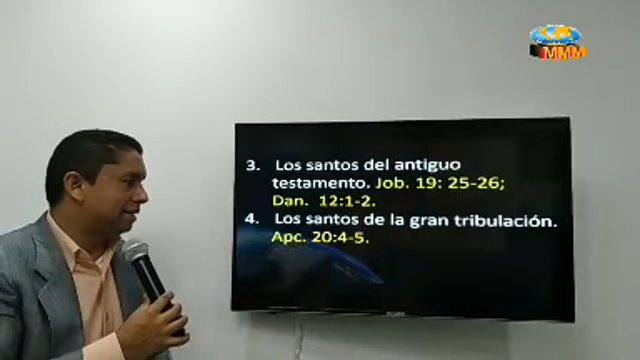 MMM
3. Los santos del antiguo
testamento. Job. 19: 25-26;
Dan. 12:1-2.
4. Los santos de la gran tribulación.
Apc. 20:4-5.